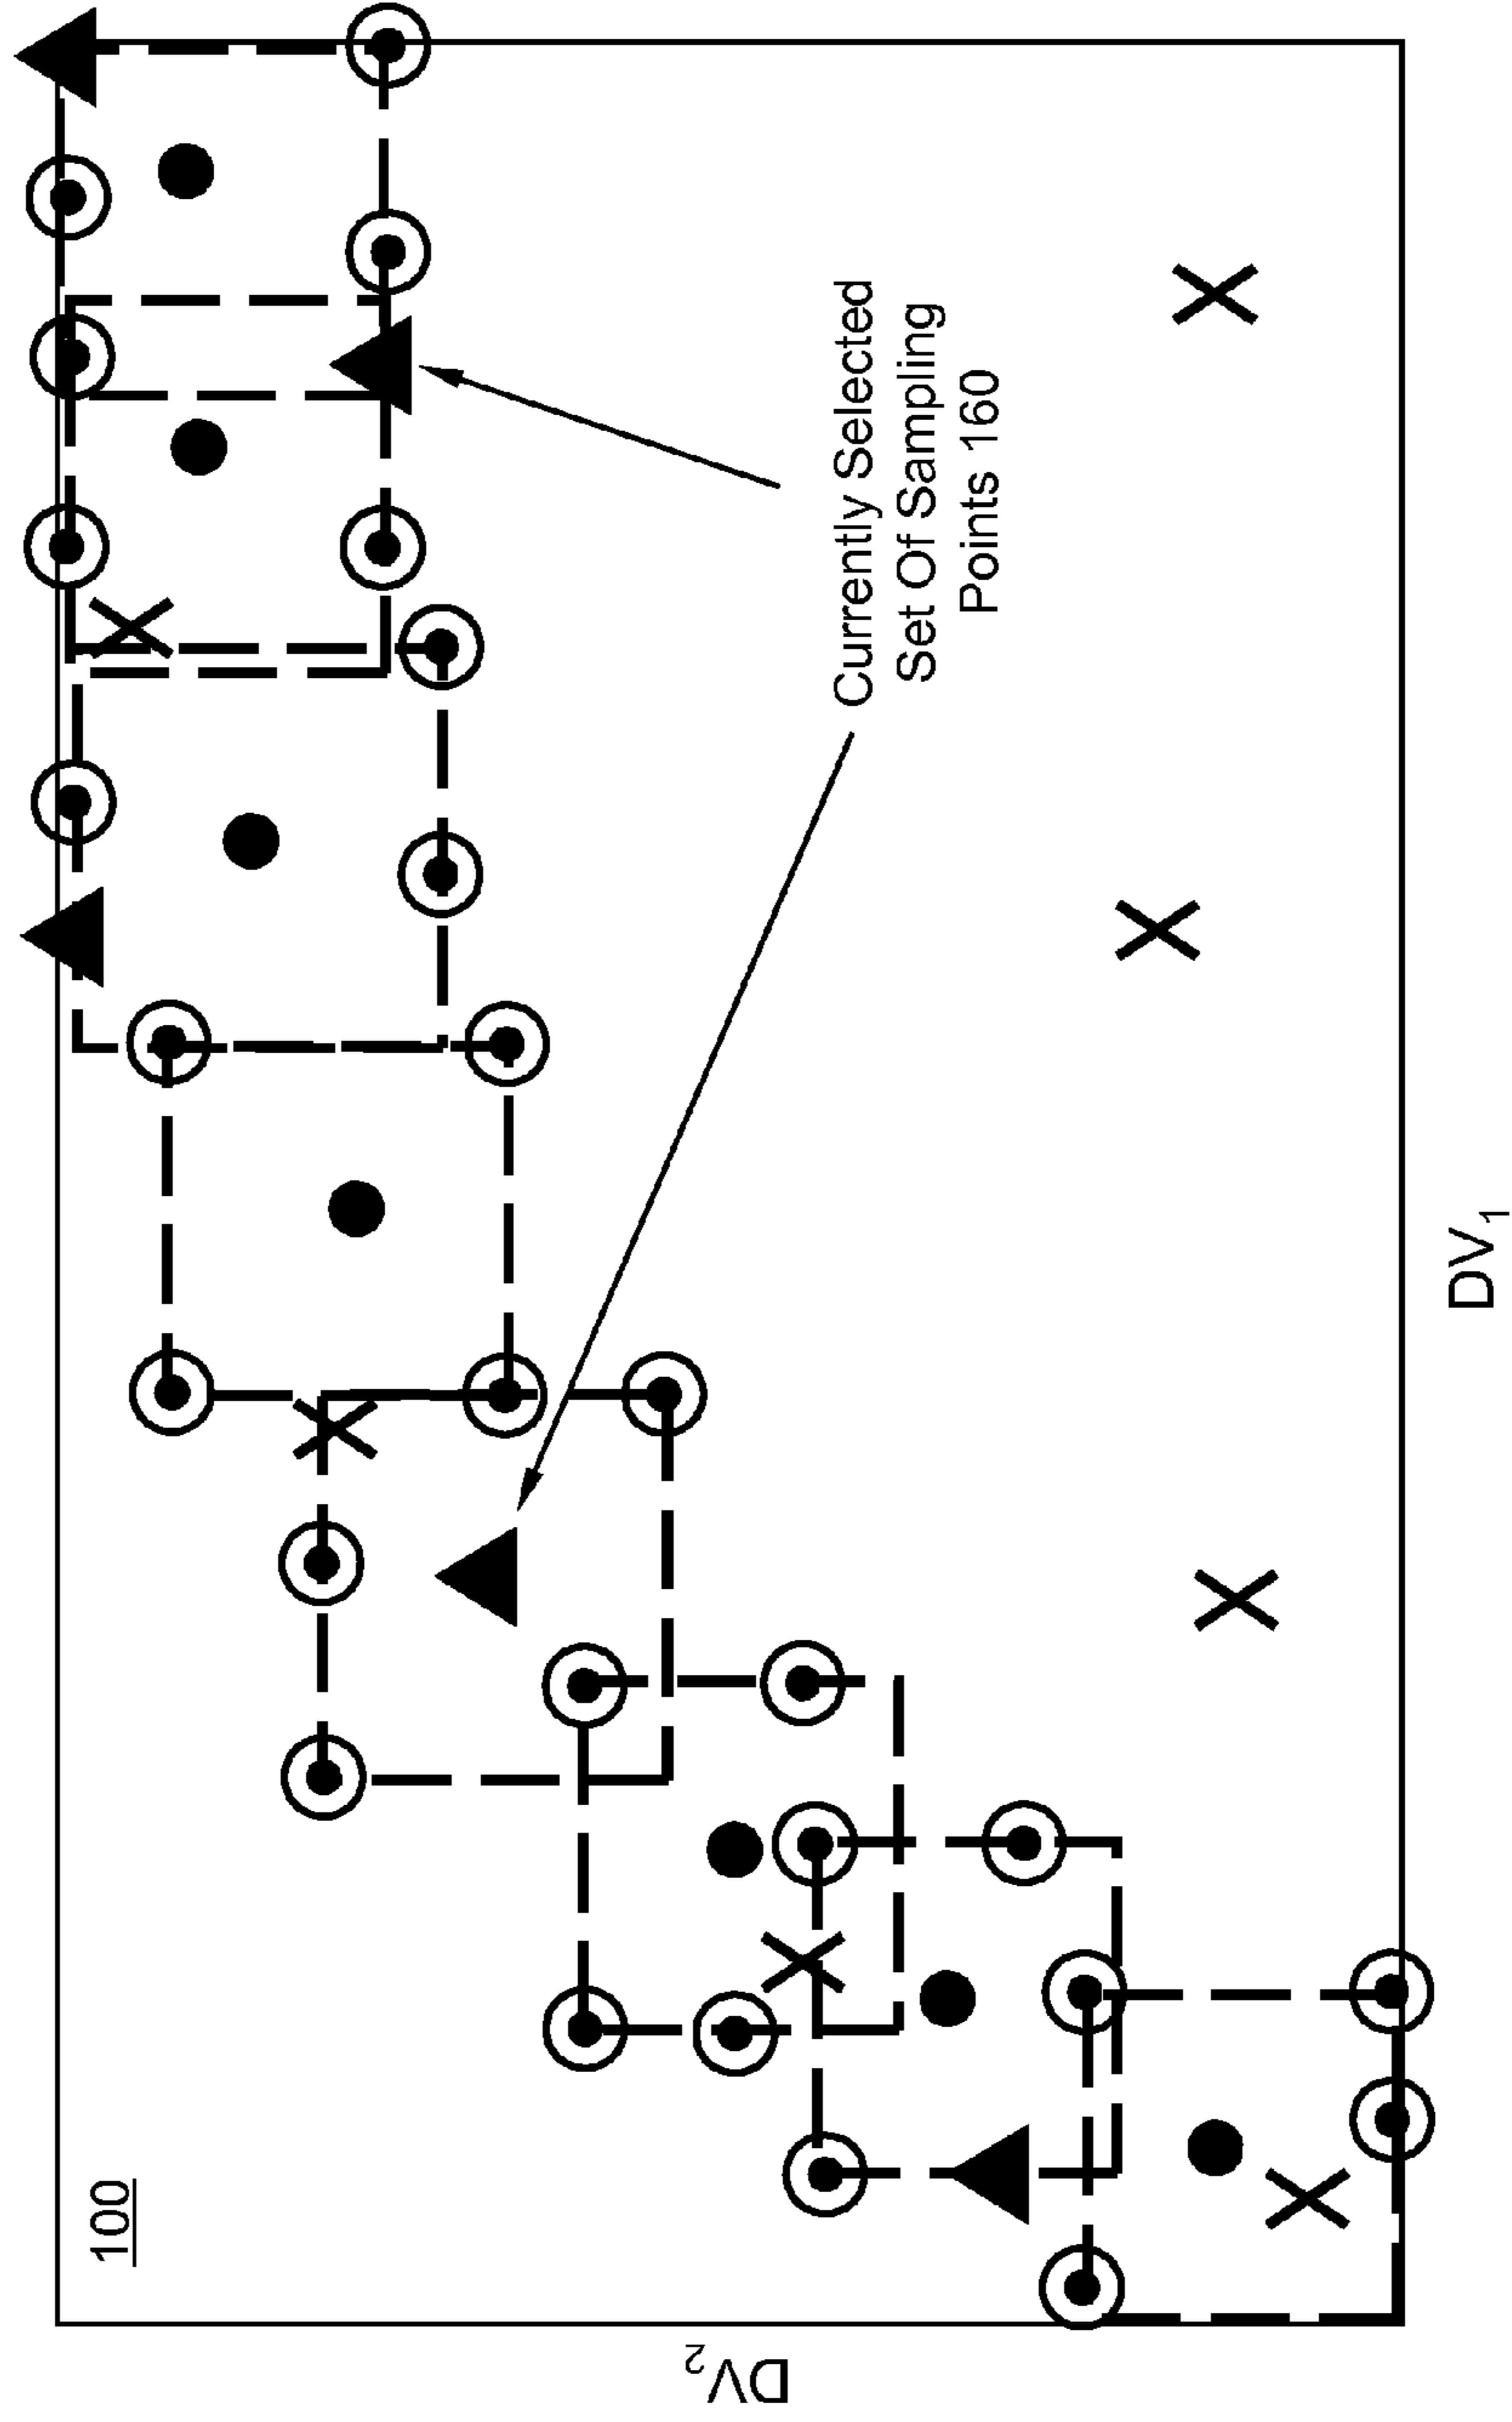 100
DV2
Currently Selected
Set Of Sampling
Points 160
DV1